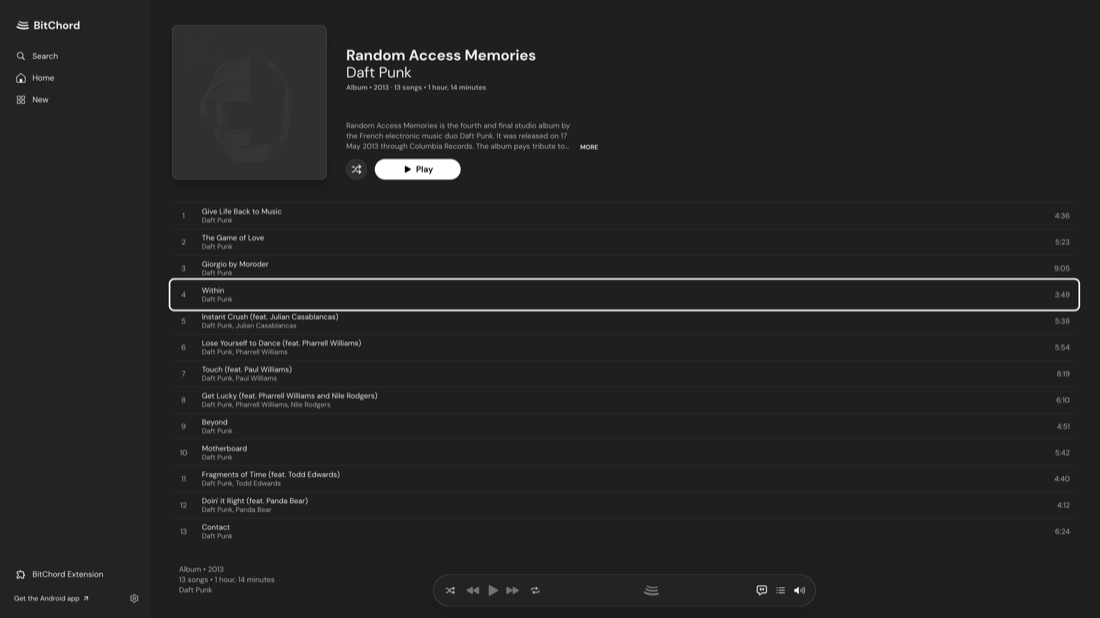 BitChord
Search
Home
New
Random Access Memories
Daft Punk
Album • 2013 · 13 songs • 1 hour, 14 minutes
Random Access Memories is the fourth and final studio album by
the French electronic music duo Daft Punk. It was released on 17
May 2013 through Columbia Records. The album pays tribute to... MORE
Play
1 Give Life Back to Music 4:36
Daft Punk
2 The Game of Love 5:23
Daft Punk
3 Giorgio by Moroder 9:05
Daft Punk
4 Within 3:49
Daft Punk
5 Instant Crush (feat. Julian Casablancas) 5:38
Daft Punk, Julian Casablancas
6 Lose Yourself to Dance (feat. Pharrell Williams) 5:54
Daft Punk, Pharrell Williams
7 Touch (feat. Paul Williams) 8:19
Daft Punk, Paul Williams
8 Get Lucky (feat. Pharrell Williams and Nile Rodgers) 6:10
Daft Punk, Pharrell Williams, Nile Rodgers
9 Beyond 4:51
Daft Punk
10 Motherboard 5:42
Daft Punk
11 Fragments of Time (feat. Todd Edwards) 4:40
Daft Punk, Todd Edwards
12 Doin' it Right (feat. Panda Bear) 4:12
Daft Punk, Panda Bear
13 Contact 6:24
Daft Punk
Album • 2013
13 songs • 1 hour, 14 minutes
Daft Punk
BitChord Extension
Get the Android app ↗